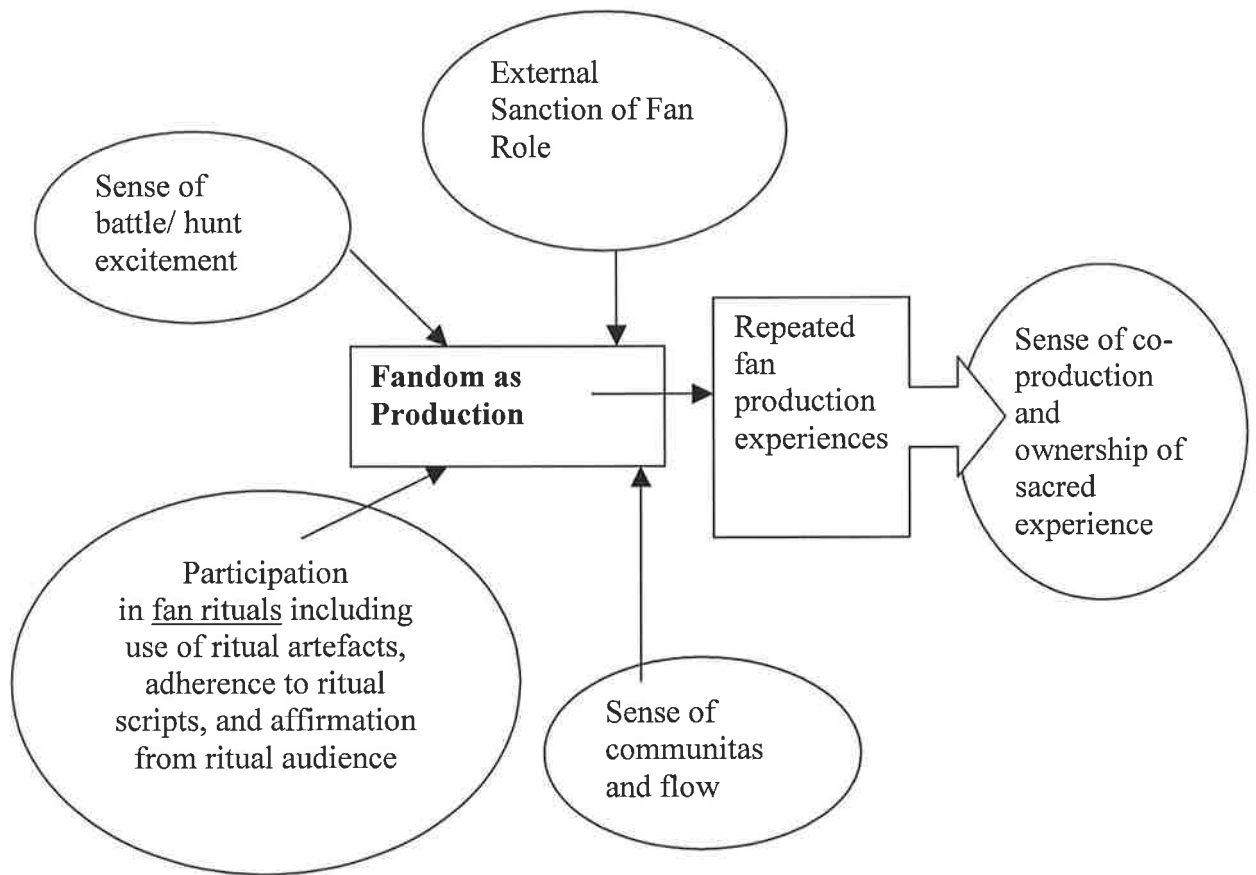 External
Sanction of Fan
Role
Sense of
battle/ hunt
excitement
Fandom as
Production
Repeated
fan
production
experiences
Sense of co-
production
and
ownership of
sacred
experience
Participation
in fan rituals including
use of ritual artefacts,
adherence to ritual
scripts, and affirmation
from ritual audience
Sense of
communitas
and flow